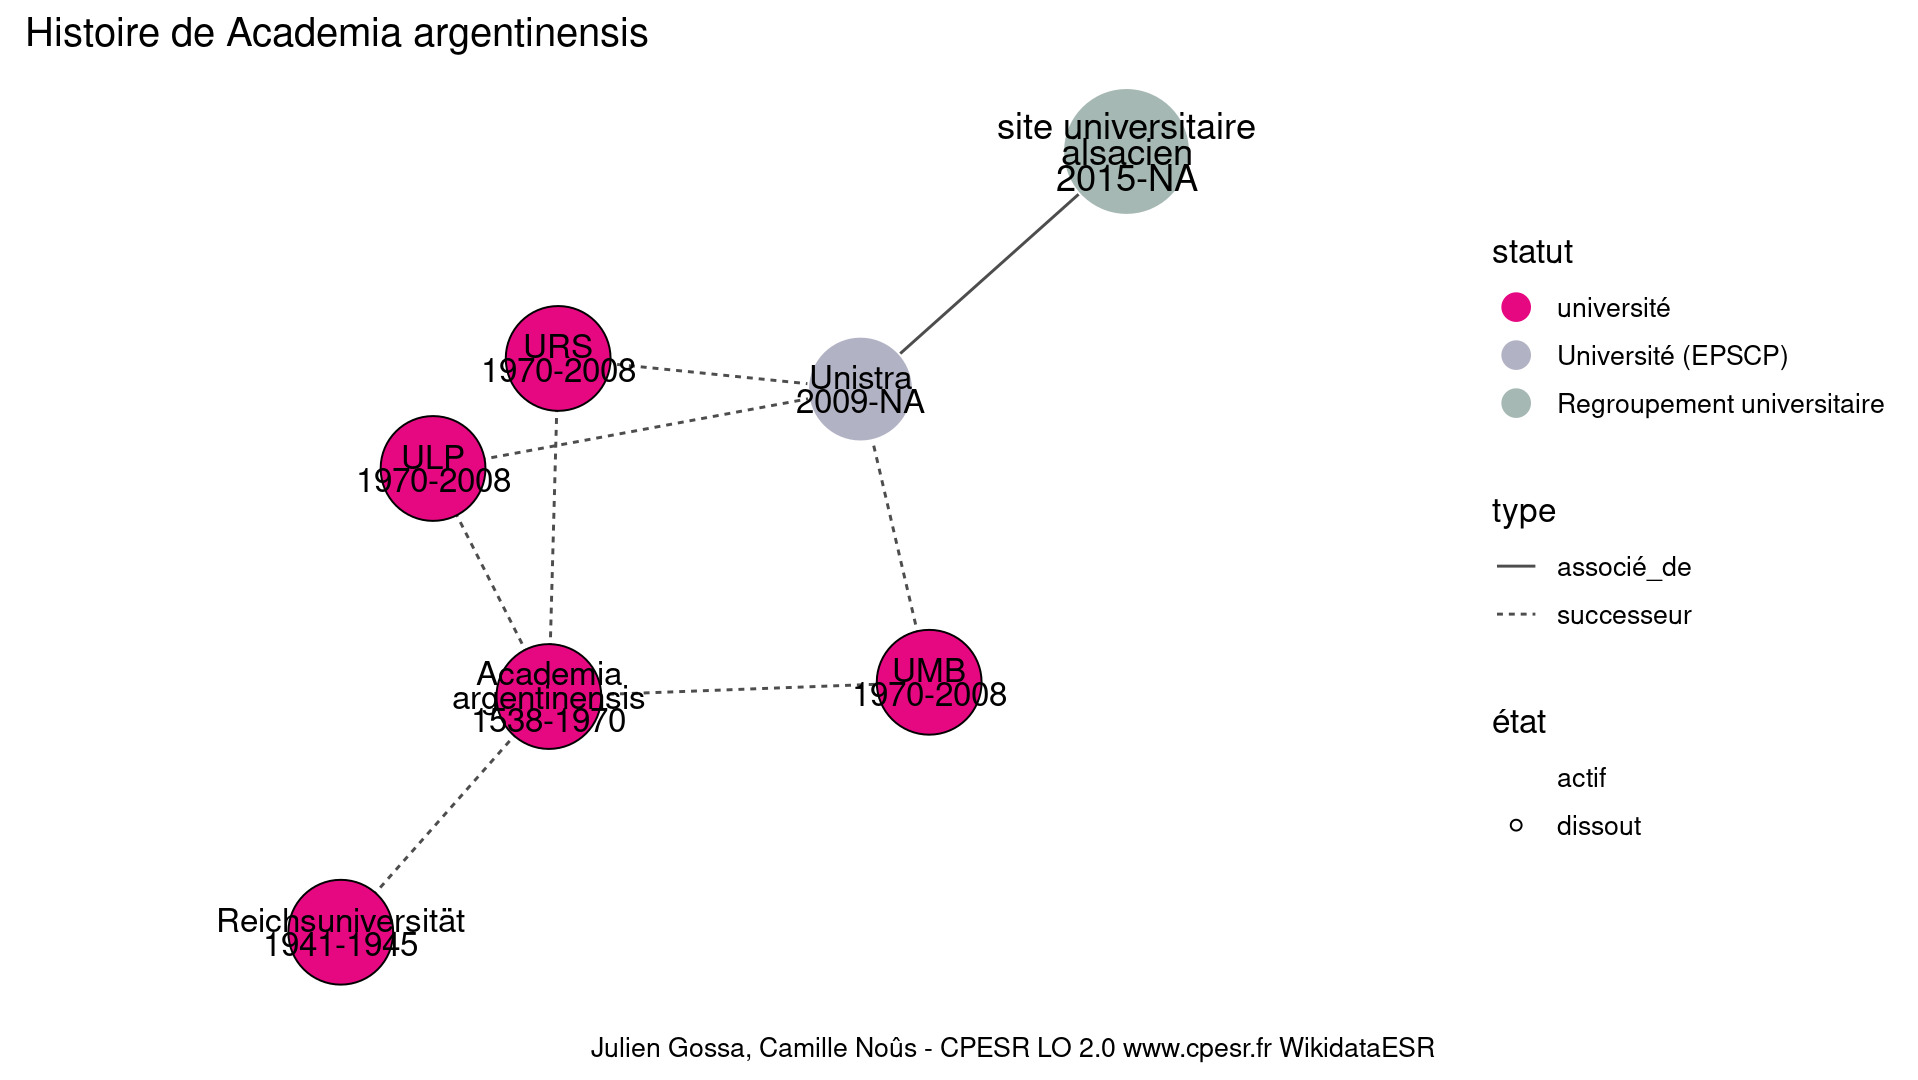 Histoire de Academia argentinensis
site universitaire
alsacien
2015-NA
URS
1970-2008
Unistra
2009-NA
ULP
1970-2008
Academia
argentinensis
1538-1970
UMB
1970-2008
Reichsuniversität
1941-1945
statut
université
Université (EPSCP)
Regroupement universitaire
type
associé_de
successeur
état
actif
dissout
Julien Gossa, Camille Noûs - CPESR LO 2.0 www.cpesr.fr WikidataESR